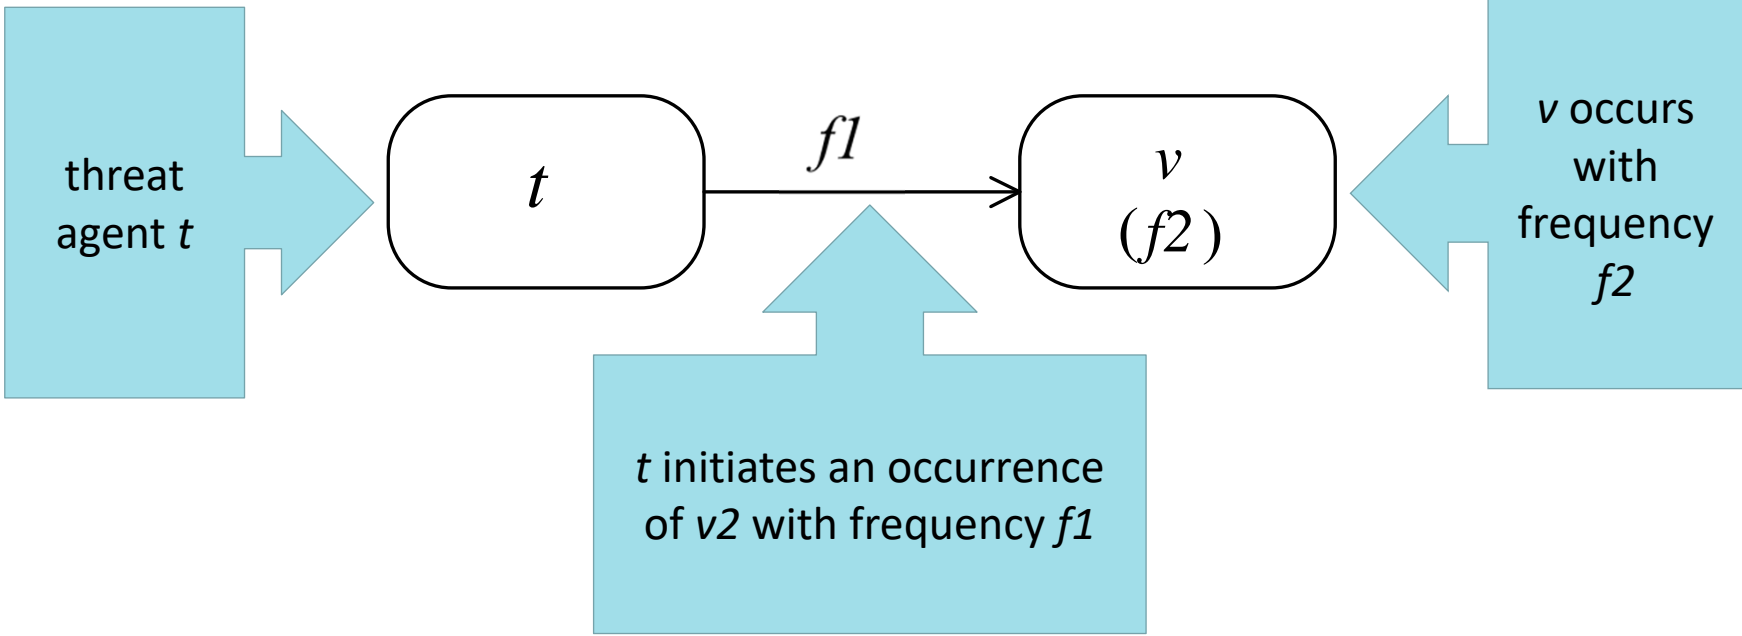 threat
agent t
t
f1
v
(f2)
v occurs
with
frequency
f2
t initiates an occurrence
of v2 with frequency f1